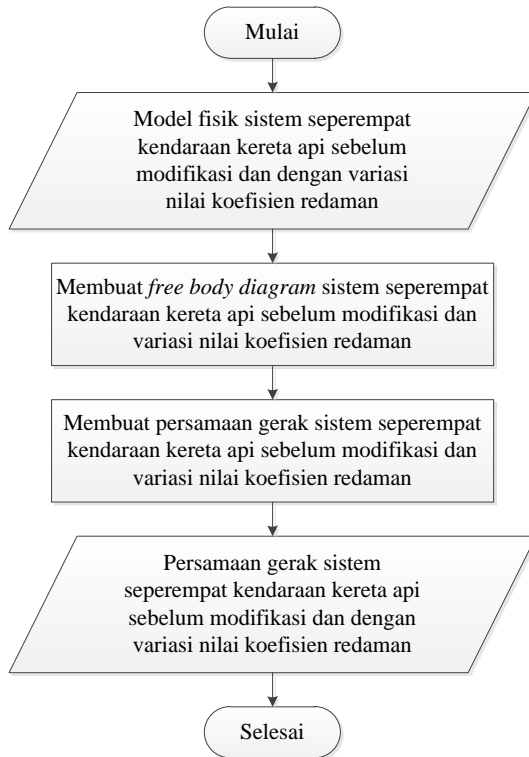 Mulai
Model fisik sistem seperempat
kendaraan kereta api sebelum
modifikasi dan dengan variasi
nilai koefisien redaman
Membuat free body diagram sistem seperempat
kendaraan kereta api sebelum modifikasi dan
variasi nilai koefisien redaman
Membuat persamaan gerak sistem seperempat
kendaraan kereta api sebelum modifikasi dan
variasi nilai koefisien redaman
Persamaan gerak sistem
seperempat kendaraan kereta api
sebelum modifikasi dan dengan
variasi nilai koefisien redaman
Selesai